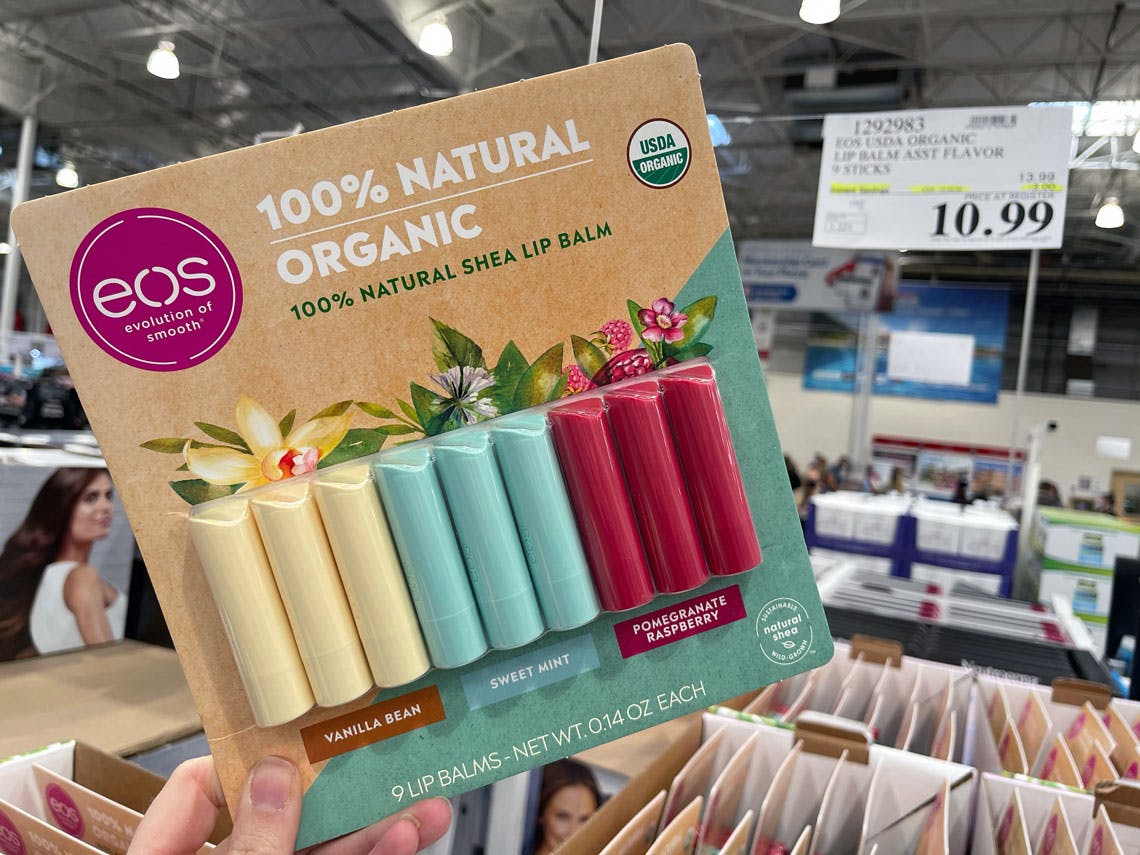 100% NATURAL
ORGANIC
100% NATURAL SHEA LIP BALM
USDA
ORGANIC
eos
evolution of
smooth®
VANILLA BEAN
SWEET MINT
POMEGRANATE
RASPBERRY
SUSTAINABLE
natural
shea
WILD-GROWN
9 LIP BALMS - NET WT. 0.14 OZ EACH
1292983
EOS USDA ORGANIC
LIP BALM ASST FLAVOR
9 STICKS
13.99
PRICE AT REGISTER
10.99
eos
100% N